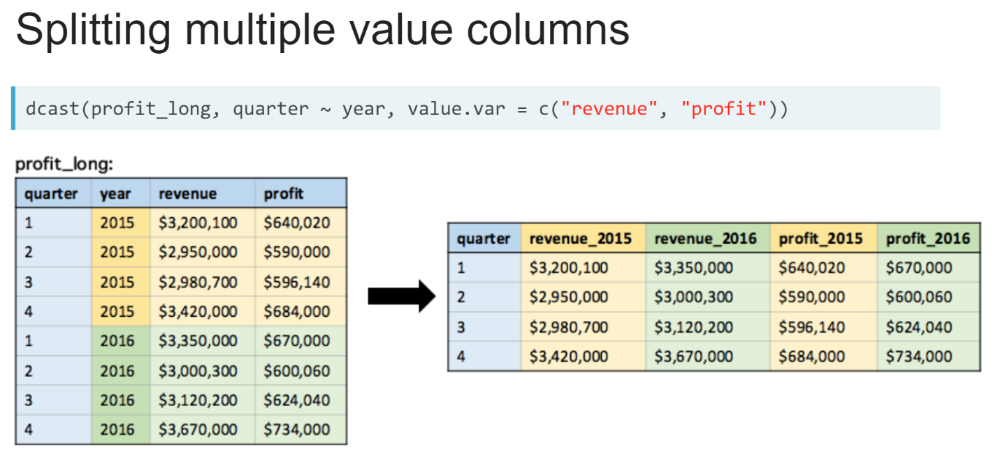 Splitting multiple value columns
dcast(profit_long, quarter ~ year, value.var = c("revenue", "profit"))
profit_long:
quarter year revenue profit
1 2015 $3,200,100 $640,020
2 2015 $2,950,000 $590,000
3 2015 $2,980,700 $596,140
4 2015 $3,420,000 $684,000
1 2016 $3,350,000 $670,000
2 2016 $3,000,300 $600,060
3 2016 $3,120,200 $624,040
4 2016 $3,670,000 $734,000
quarter revenue_2015 revenue_2016 profit_2015 profit_2016
1 $3,200,100 $3,350,000 $640,020 $670,000
2 $2,950,000 $3,000,300 $590,000 $600,060
3 $2,980,700 $3,120,200 $596,140 $624,040
4 $3,420,000 $3,670,000 $684,000 $734,000